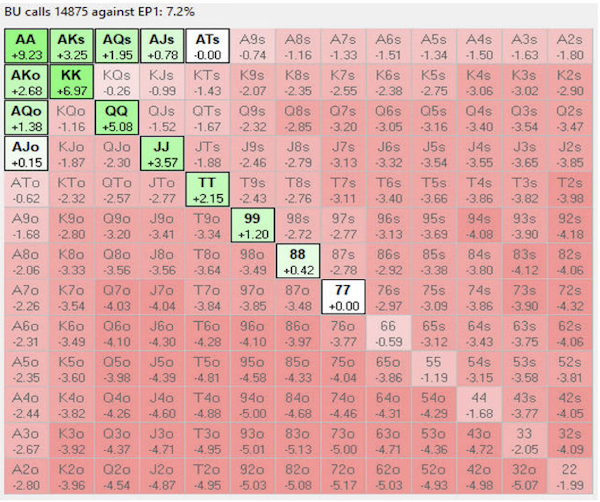 BU calls 14875 against EP1: 7.2%
AA AKs AQs AJs ATs A9s A8s A7s A6s A5s A4s A3s A2s
+9.23 +3.25 +1.95 +0.78 -0.00 -0.74 -1.16 -1.33 -1.51 -1.34 -1.50 -1.63 -1.80
AKo KK KQs KJs KTs K9s K8s K7s K6s K5s K4s K3s K2s
+2.68 +6.97 -0.26 -0.99 -1.43 -2.07 -2.35 -2.55 -2.38 -2.75 -3.06 -3.02 -2.90
AQo KQo QQ QJs QTs Q9s Q8s Q7s Q6s Q5s Q4s Q3s Q2s
+1.38 -1.16 +5.08 -1.52 -1.67 -2.32 -2.85 -3.20 -3.05 -3.16 -3.40 -3.54 -3.47
AJo KJo QJo JJ JTs J9s J8s J7s J6s J5s J4s J3s J2s
+0.15 -1.87 -2.30 +3.57 -1.88 -2.46 -2.79 -3.13 -3.32 -3.54 -3.55 -3.65 -3.85
ATo KTo QTo JTo TT T9s T8s T7s T6s T5s T4s T3s T2s
-0.62 -2.32 -2.57 -2.77 +2.15 -2.43 -2.76 -3.11 -3.40 -3.66 -3.86 -3.82 -3.98
A9o K9o Q9o J9o T9o 99 98s 97s 96s 95s 94s 93s 92s
-1.68 -2.80 -3.20 -3.41 -3.34 +1.20 -2.72 -2.77 -3.13 -3.69 -4.08 -3.90 -4.18
A8o K8o Q8o J8o T8o 98o 88 87s 86s 85s 84s 83s 82s
-2.06 -3.33 -3.56 -3.56 -3.64 -3.49 +0.42 -2.78 -2.92 -3.38 -3.80 -4.12 -4.06
A7o K7o Q7o J7o T7o 97o 87o 77 76s 75s 74s 73s 72s
-2.26 -3.54 -4.03 -4.04 -3.84 -3.85 -3.48 +0.00 -2.97 -3.09 -3.86 -3.90 -4.32
A6o K6o Q6o J6o T6o 96o 86o 76o 66 65s 64s 63s 62s
-2.31 -3.49 -4.10 -4.30 -4.28 -4.10 -3.97 -3.77 -0.59 -3.12 -3.43 -3.75 -4.06
A5o K5o Q5o J5o T5o 95o 85o 75o 65o 55 54s 53s 52s
-2.35 -3.60 -3.98 -4.39 -4.81 -4.58 -4.33 -4.04 -3.86 -1.19 -3.15 -3.58 -3.81
A4o K4o Q4o J4o T4o 94o 84o 74o 64o 54o 44 43s 42s
-2.44 -3.82 -4.26 -4.60 -4.88 -5.00 -4.68 -4.46 -4.31 -4.29 -1.68 -3.77 -4.05
A3o K3o Q3o J3o T3o 93o 83o 73o 63o 53o 43o 33 32s
-2.67 -3.92 -4.37 -4.71 -4.95 -5.01 -5.13 -5.00 -4.71 -4.36 -4.72 -2.05 -4.09
A2o K2o Q2o J2o T2o 92o 82o 72o 62o 52o 42o 32o 22
-2.80 -3.96 -4.54 -4.87 -4.95 -5.03 -5.08 -5.17 -5.03 -4.93 -4.98 -5.07 -1.99